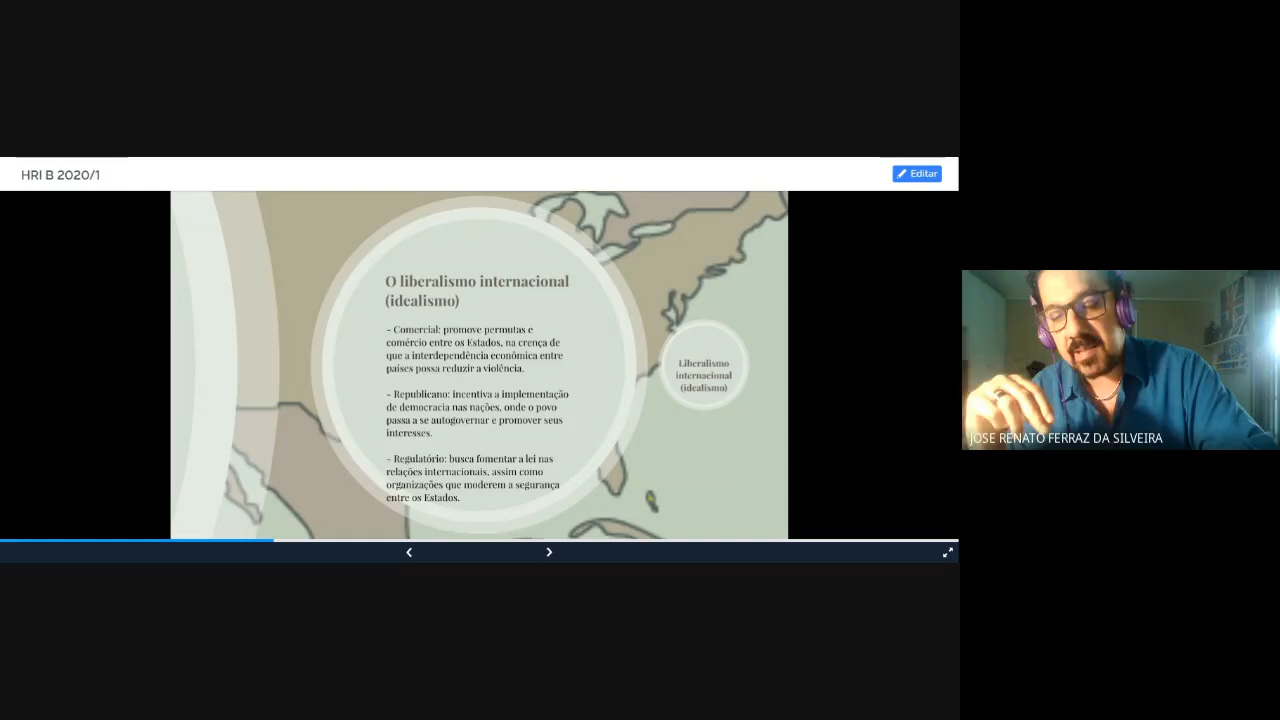 HRI B 2020/1
Editar
O liberalismo internacional
(idealismo)
- Comercial: promove permutas e
comércio entre os Estados, na crença de
que a interdependência econômica entre
países possa reduzir a violência.
- Republicano: incentiva a implementação
de democracia nas nações, onde o povo
passa a se autogovernar e promover seus
interesses.
- Regulatório: busca fomentar a lei nas
relações internacionais, assim como
organizações que moderem a segurança
entre os Estados.
Liberalismo
internacional
(idealismo)
JOSE RENATO FERRAZ DA SILVEIRA